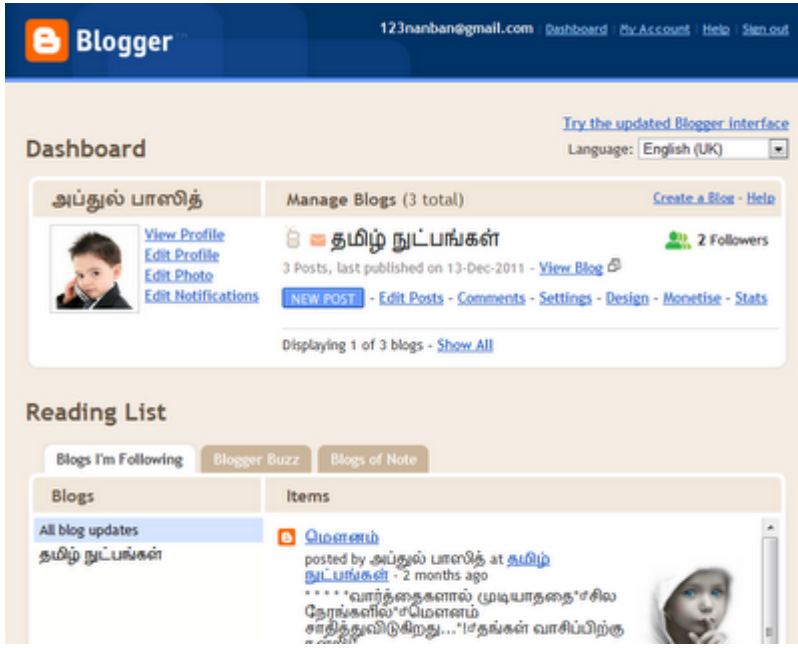 Blogger™
123nanban@gmail.com | Dashboard | My Account | Help | Sign out
Try the updated Blogger interface
Dashboard
Language: English (UK)
அப்துல் பாஸித்
View Profile
Edit Profile
Edit Photo
Edit Notifications
Manage Blogs (3 total)
Create a Blog - Help
தமிழ் நுட்பங்கள்
2 Followers
3 Posts, last published on 13-Dec-2011 - View Blog
NEW POST - Edit Posts - Comments - Settings - Design - Monetise - Stats
Displaying 1 of 3 blogs - Show All
Reading List
Blogs I'm Following
Blogger Buzz
Blogs of Note
Blogs
Items
All blog updates
தமிழ் நுட்பங்கள்
மௌனம்
posted by அப்துல் பாஸித் at தமிழ்
நுட்பங்கள் - 2 months ago
* * * * *வார்த்தைகளால் முடியாததை*சில
நேரங்களில்*மௌனம்
சாதித்துவிடுகிறது...*!*தங்கள் வாசிப்பிற்கு